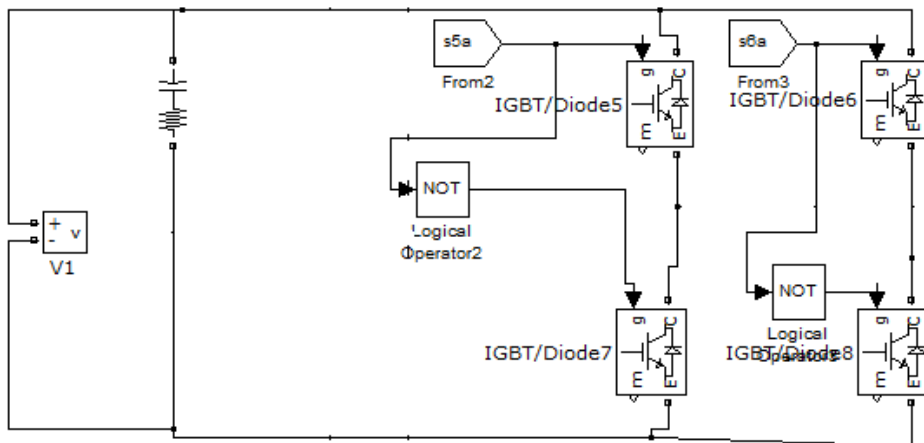 s5a
From2
g C
IGBT/Diode5
m E
s6a
From3
g C
IGBT/Diode6
m E
NOT
Logical
Operator2
+
- v
V1
g C
IGBT/Diode7
m E
NOT
Logical
g C
IGBT/Diode8
m E